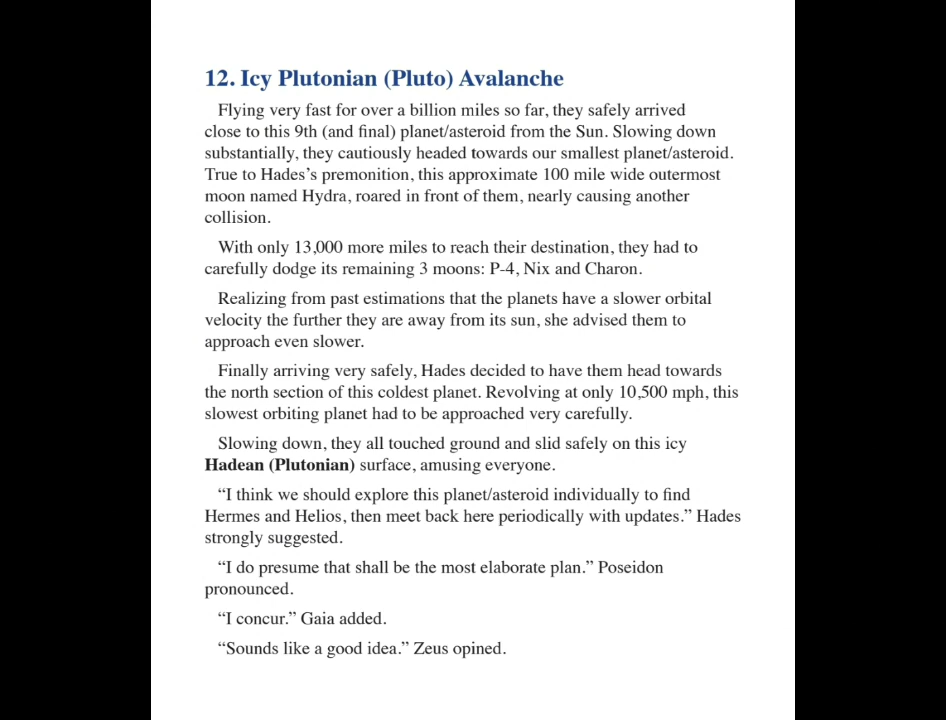 12. Icy Plutonian (Pluto) Avalanche
Flying very fast for over a billion miles so far, they safely arrived
close to this 9th (and final) planet/asteroid from the Sun. Slowing down
substantially, they cautiously headed towards our smallest planet/asteroid.
True to Hades’s premonition, this approximate 100 mile wide outermost
moon named Hydra, roared in front of them, nearly causing another
collision.
With only 13,000 more miles to reach their destination, they had to
carefully dodge its remaining 3 moons: P-4, Nix and Charon.
Realizing from past estimations that the planets have a slower orbital
velocity the further they are away from its sun, she advised them to
approach even slower.
Finally arriving very safely, Hades decided to have them head towards
the north section of this coldest planet. Revolving at only 10,500 mph, this
slowest orbiting planet had to be approached very carefully.
Slowing down, they all touched ground and slid safely on this icy
Hadean (Plutonian) surface, amusing everyone.
“I think we should explore this planet/asteroid individually to find
Hermes and Helios, then meet back here periodically with updates.” Hades
strongly suggested.
“I do presume that shall be the most elaborate plan.” Poseidon
pronounced.
“I concur.” Gaia added.
“Sounds like a good idea.” Zeus opined.